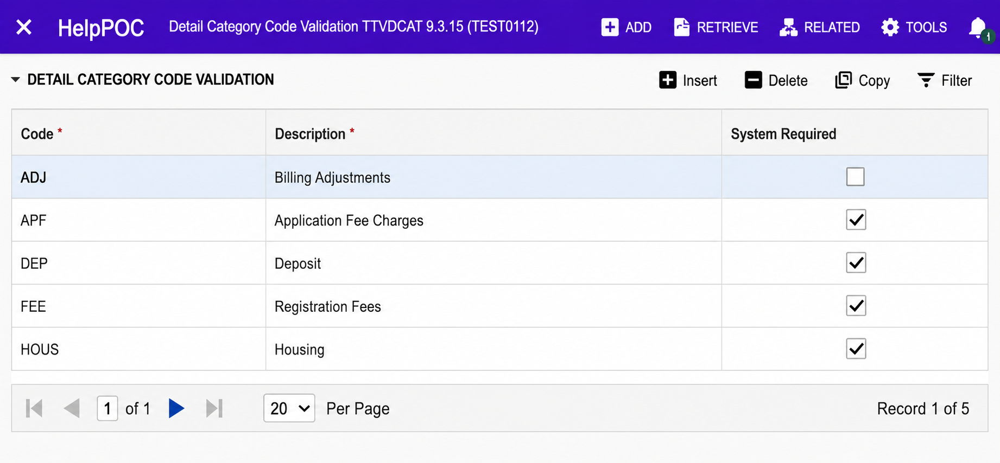 HelpPOC Detail Category Code Validation TTVDCAT 9.3.15 (TEST0112) ADD RETRIEVE RELATED TOOLS 1
DETAIL CATEGORY CODE VALIDATION Insert Delete Copy Filter
Code * Description * System Required
ADJ Billing Adjustments
APF Application Fee Charges
DEP Deposit
FEE Registration Fees
HOUS Housing
1 of 1 20 Per Page Record 1 of 5